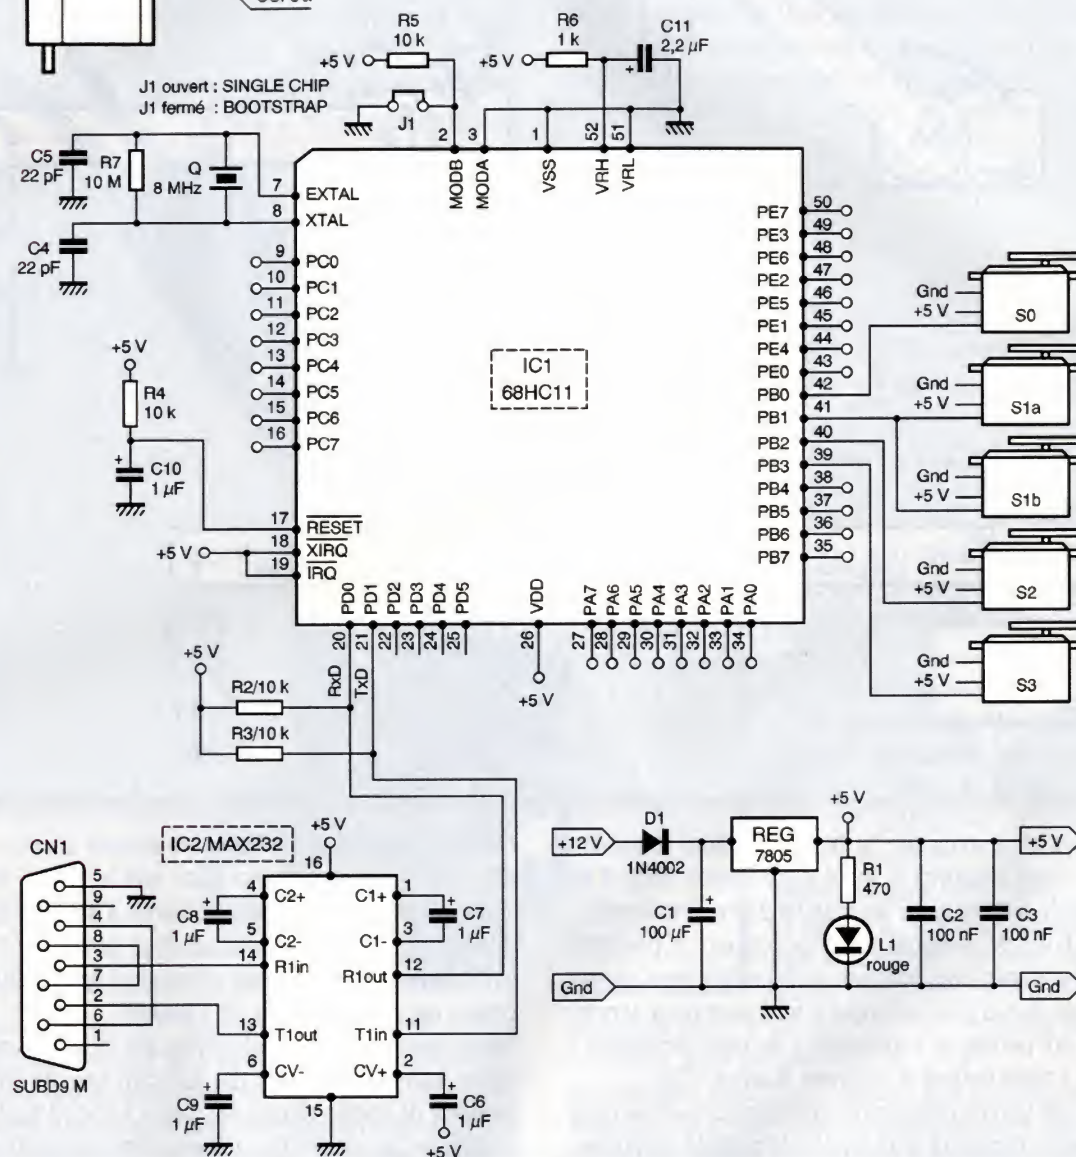 R5
10 k
+5 V
R6
1 k
+5 V
C11
2,2 µF
+
J1 ouvert : SINGLE CHIP
J1 fermé : BOOTSTRAP
J1
2
3
1
52
51
MODB
MODA
VSS
VRH
VRL
C5
22 pF
R7
10 M
Q
8 MHz
C4
22 pF
7
EXTAL
8
XTAL
9
PC0
10
PC1
11
PC2
12
PC3
13
PC4
14
PC5
15
PC6
16
PC7
+5 V
R4
10 k
+
C10
1 µF
17
RESET
18
XIRQ
19
IRQ
+5 V
IC1
68HC11
PE7
50
PE3
49
PE6
48
PE2
47
PE5
46
PE1
45
PE4
44
PE0
43
PB0
42
PB1
41
PB2
40
PB3
39
PB4
38
PB5
37
PB6
36
PB7
35
Gnd
+5 V
S0
Gnd
+5 V
S1a
Gnd
+5 V
S1b
Gnd
+5 V
S2
Gnd
+5 V
S3
PD0
PD1
PD2
PD3
PD4
PD5
VDD
PA7
PA6
PA5
PA4
PA3
PA2
PA1
PA0
20
21
22
23
24
25
26
27
28
29
30
31
32
33
34
RxD
TxD
+5 V
+5 V
R2/10 k
R3/10 k
CN1
5
9
4
8
3
7
2
6
1
SUBD9 M
IC2/MAX232
+5 V
16
4
C2+
C1+
1
+
C8
1 µF
+
C7
1 µF
5
C2-
C1-
3
14
R1in
R1out
12
13
T1out
T1in
11
6
CV-
CV+
2
+
C9
1 µF
15
+
C6
1 µF
+5 V
+12 V
D1
1N4002
REG
7805
+5 V
+5 V
R1
470
C1
100 µF
+
L1
rouge
C2
100 nF
C3
100 nF
Gnd
Gnd